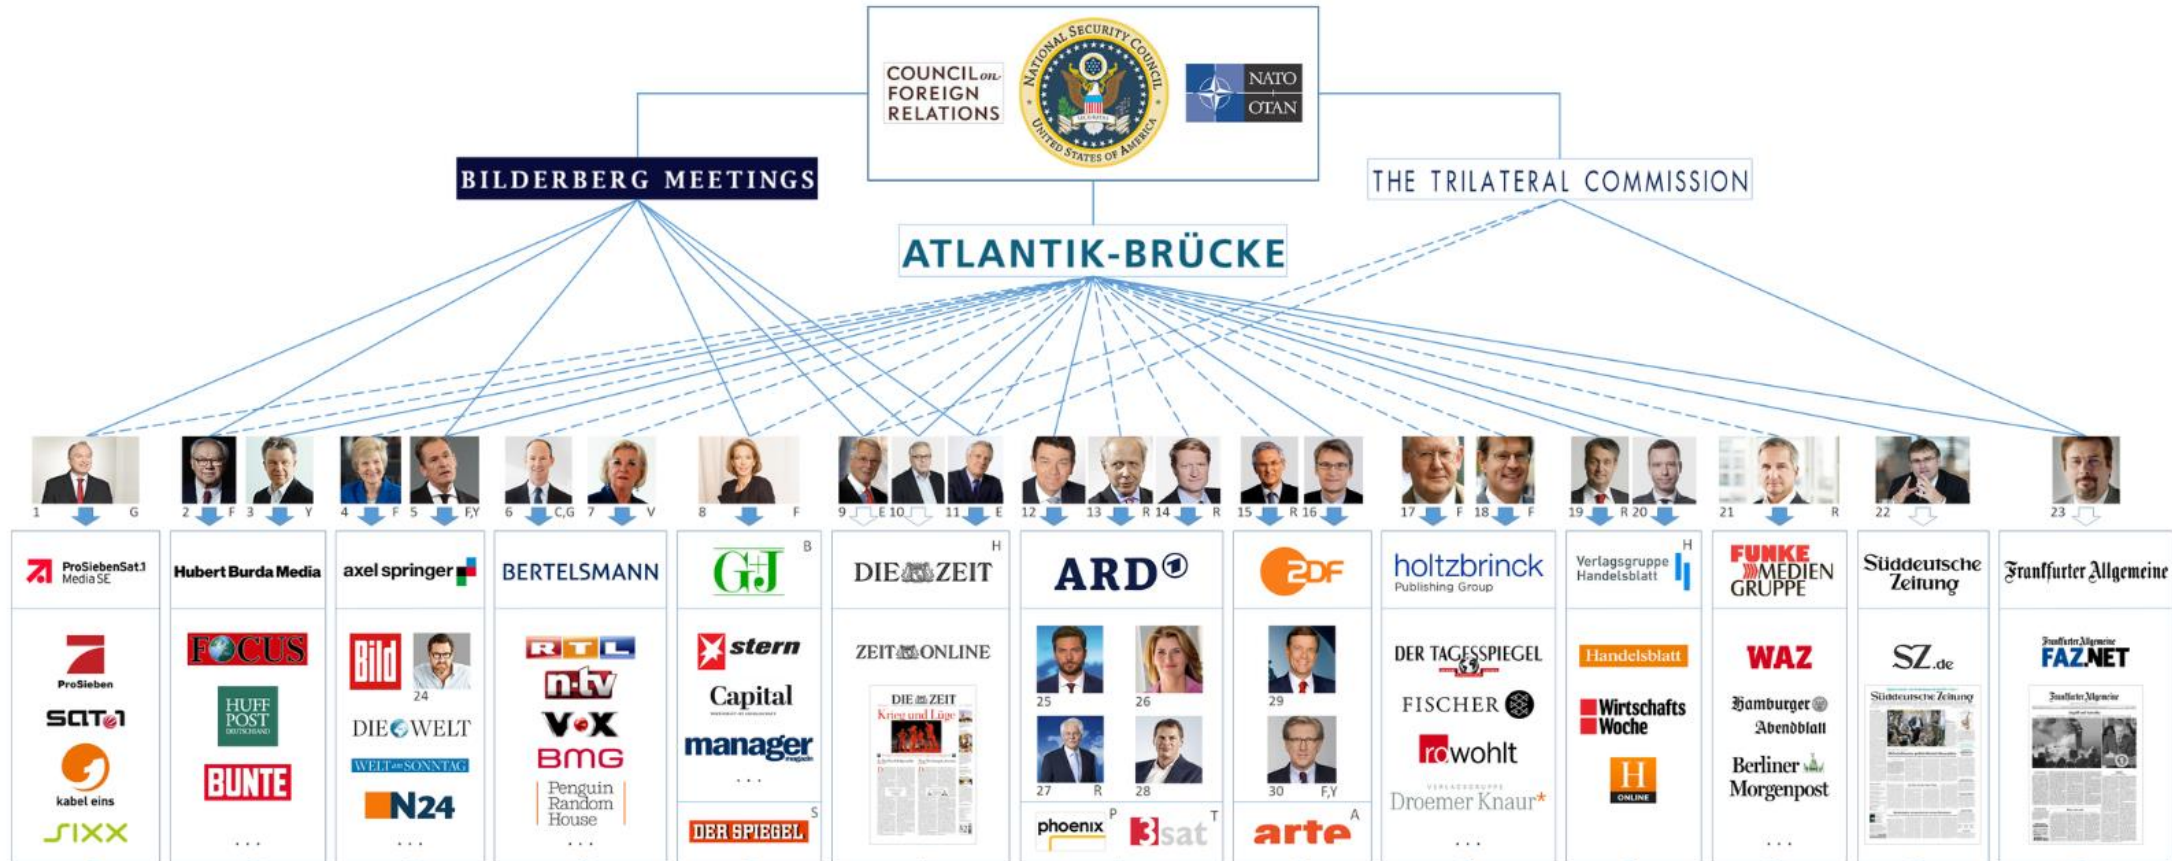 COUNCIL on
FOREIGN
RELATIONS
NATIONAL SECURITY COUNCIL
UNITED STATES OF AMERICA
NATO
OTAN
BILDERBERG MEETINGS
THE TRILATERAL COMMISSION
ATLANTIK-BRÜCKE
1 G
2 F 3 Y
4 F 5 F,Y
6 C,G 7 V
8 F
9 E 10 11 E
12 13 R 14 R
15 R 16
17 F 18 F
19 R 20
21 R
22
23
ProSiebenSat.1
Media SE
ProSieben
SAT.1
kabel eins
sixx
Hubert Burda Media
FOCUS
HUFF
POST
DEUTSCHLAND
BUNTE
...
axel springer
Bild
24
DIE WELT
WELT am SONNTAG
N24
...
BERTELSMANN
RTL
n-tv
VOX
BMG
Penguin
Random
House
...
B
G+J
stern
Capital
manager
magazin
...
S
DER SPIEGEL
H
DIE ZEIT
ZEIT ONLINE
DIE ZEIT
Krieg und Lüge
ARD 1
25 26
27 R 28
P
phoenix
T
3sat
ZDF
29
30 F,Y
A
arte
holtzbrinck
Publishing Group
DER TAGESSPIEGEL
FISCHER
rowohlt
VERLAGSGRUPPE
Droemer Knaur*
...
H
Verlagsgruppe
Handelsblatt
Handelsblatt
Wirtschafts
Woche
H
ONLINE
FUNKE
MEDIEN
GRUPPE
WAZ
Hamburger
Abendblatt
Berliner
Morgenpost
...
Süddeutsche
Zeitung
SZ.de
Süddeutsche Zeitung
Frankfurter Allgemeine
Frankfurter Allgemeine
FAZ.NET
Frankfurter Allgemeine